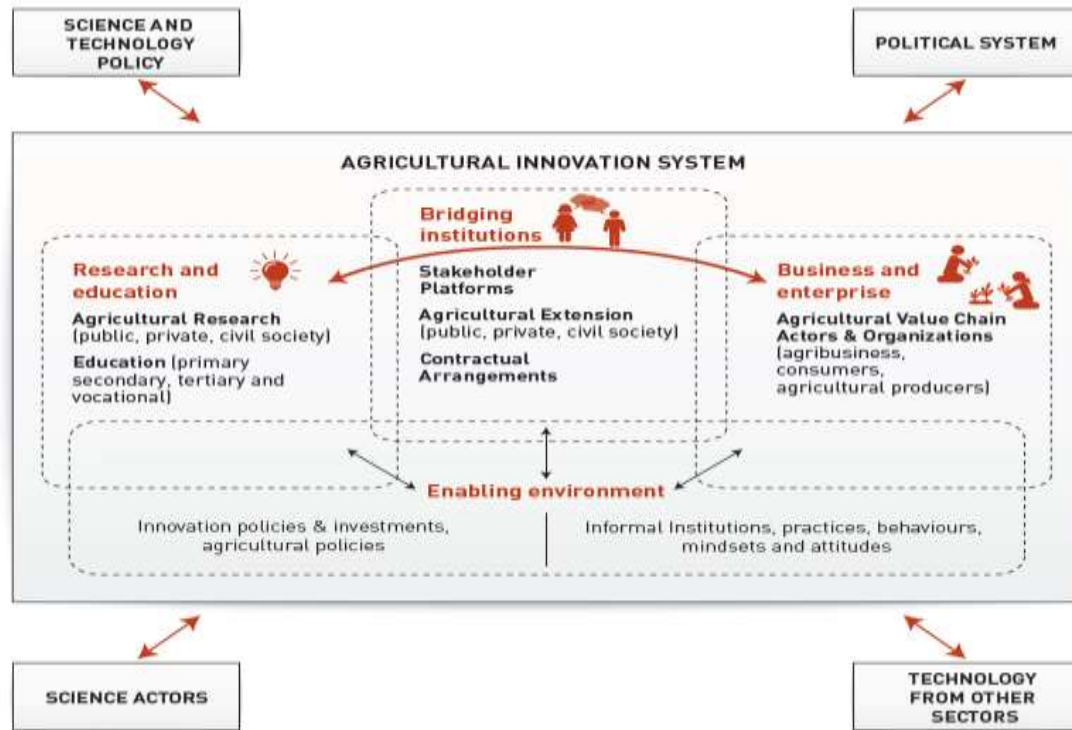 SCIENCE AND
TECHNOLOGY
POLICY
POLITICAL SYSTEM
AGRICULTURAL INNOVATION SYSTEM
Research and
education
Agricultural Research
(public, private, civil society)
Education (primary
secondary, tertiary and
vocational)
Bridging
institutions
Stakeholder
Platforms
Agricultural Extension
(public, private, civil society)
Contractual
Arrangements
Business and
enterprise
Agricultural Value Chain
Actors & Organizations
(agribusiness,
consumers,
agricultural producers)
Enabling environment
Innovation policies & investments,
agricultural policies
Informal Institutions, practices, behaviours,
mindsets and attitudes
SCIENCE ACTORS
TECHNOLOGY
FROM OTHER
SECTORS